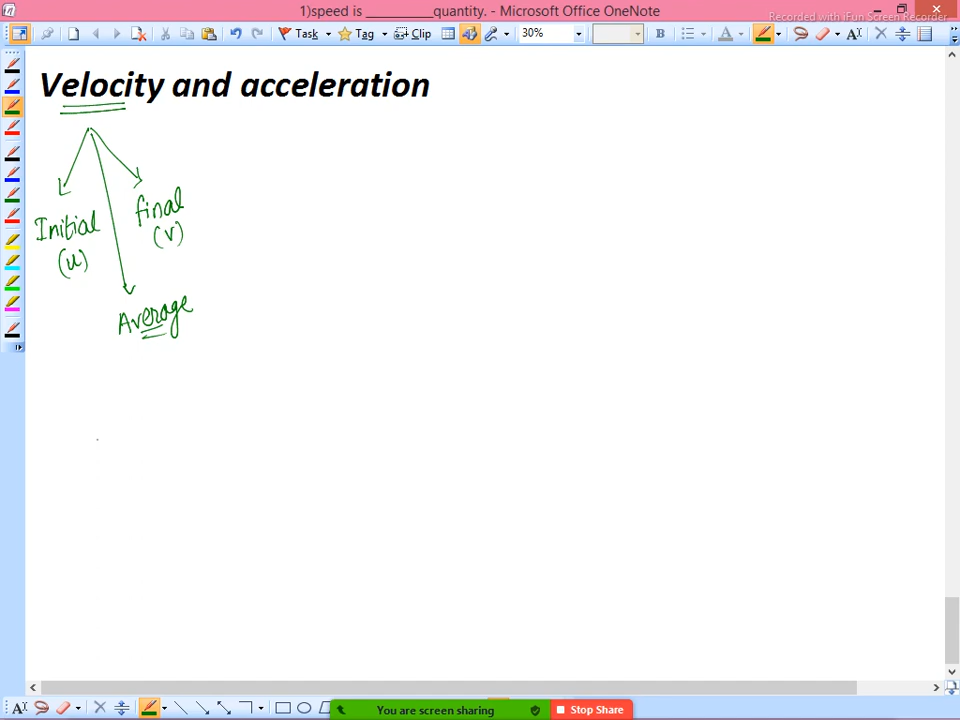 1)speed is __________quantity. - Microsoft Office OneNote
Recorded with iFun Screen Recorder
Task Tag Clip 30% B A
Velocity and acceleration
Initial
(u)
final
(v)
Average
You are screen sharing Stop Share